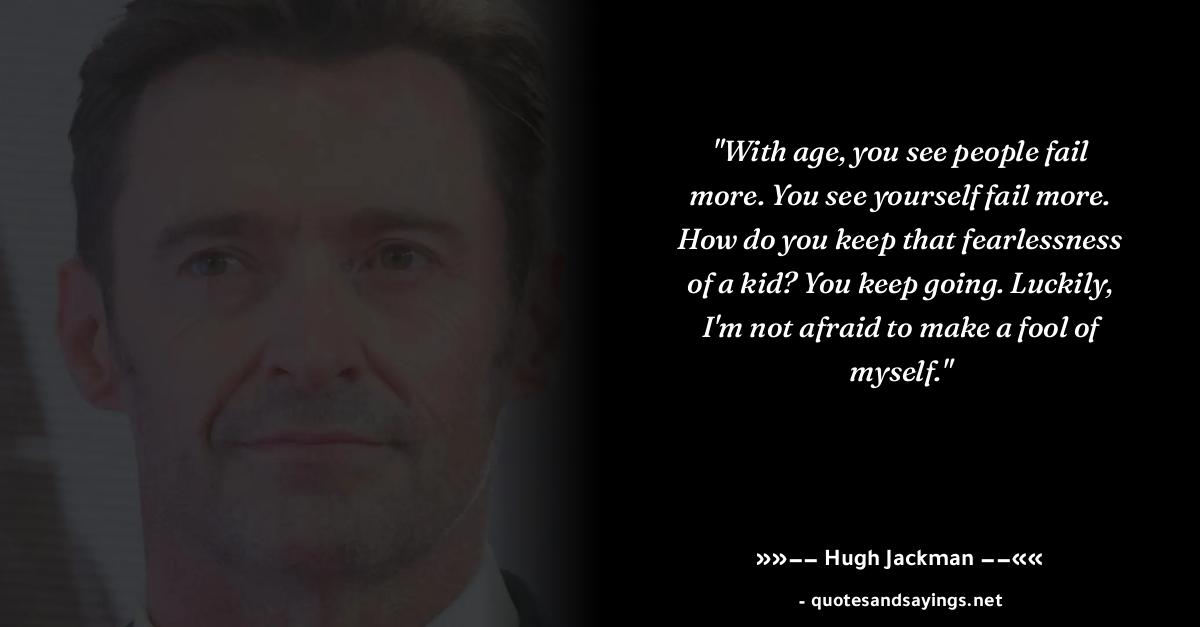 "With age, you see people fail
more. You see yourself fail more.
How do you keep that fearlessness
of a kid? You keep going. Luckily,
I'm not afraid to make a fool of
myself."
»»−− Hugh Jackman −−««
- quotesandsayings.net